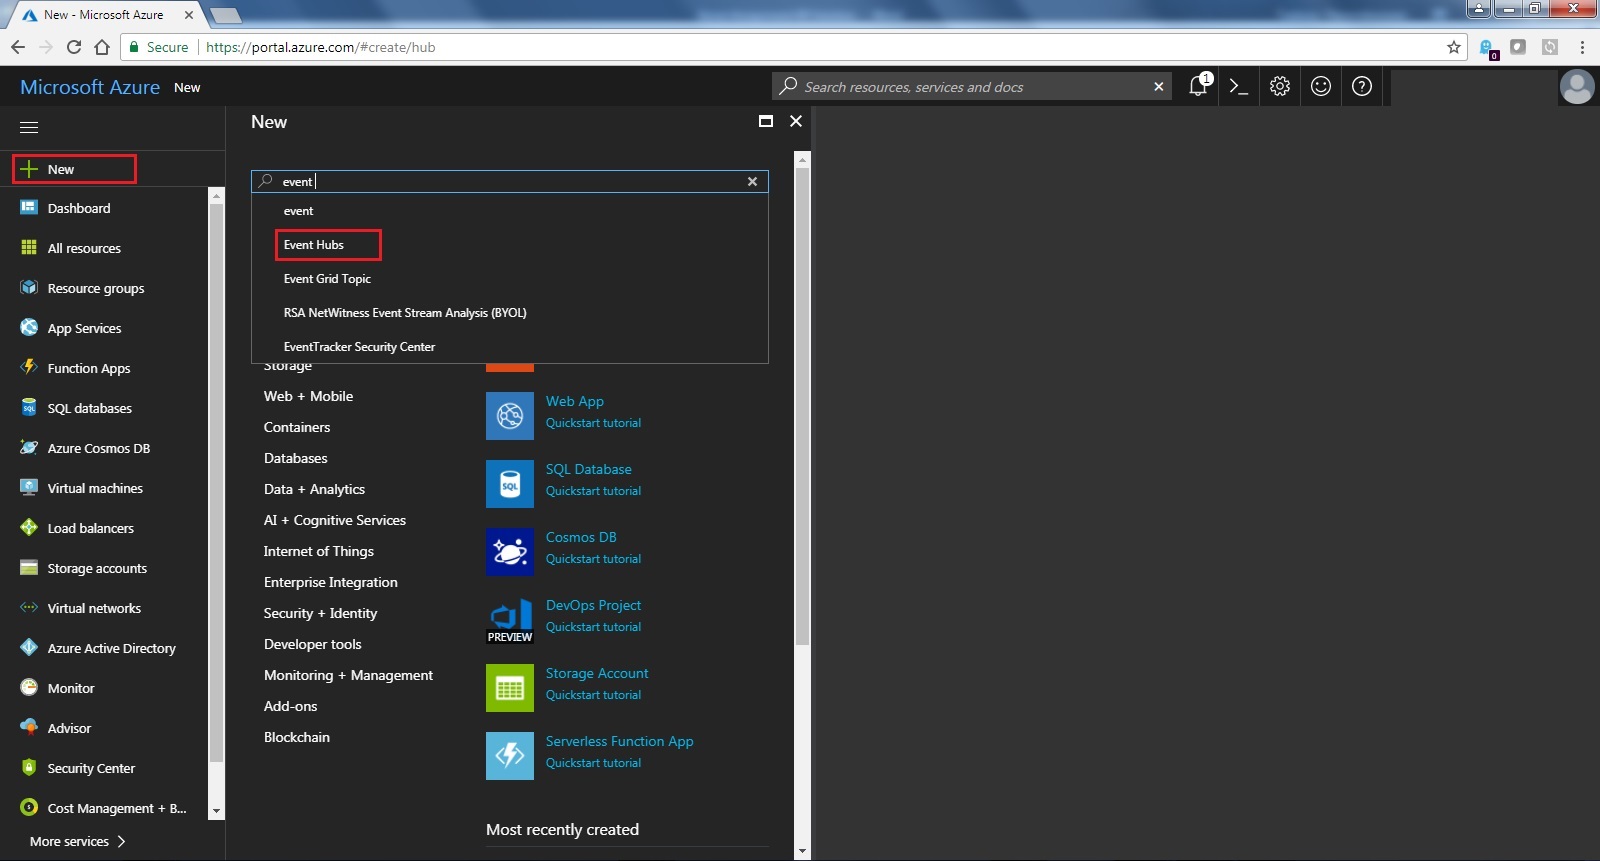 New - Microsoft Azure
Secure https://portal.azure.com/#create/hub
0
Microsoft Azure New
Search resources, services and docs
1
New
Dashboard
All resources
Resource groups
App Services
Function Apps
SQL databases
Azure Cosmos DB
Virtual machines
Load balancers
Storage accounts
Virtual networks
Azure Active Directory
Monitor
Advisor
Security Center
Cost Management + B...
More services
New
event
event
Event Hubs
Event Grid Topic
RSA NetWitness Event Stream Analysis (BYOL)
EventTracker Security Center
Storage
Web + Mobile
Containers
Databases
Data + Analytics
AI + Cognitive Services
Internet of Things
Enterprise Integration
Security + Identity
Developer tools
Monitoring + Management
Add-ons
Blockchain
Web App
Quickstart tutorial
SQL
SQL Database
Quickstart tutorial
Cosmos DB
Quickstart tutorial
PREVIEW
DevOps Project
Quickstart tutorial
Storage Account
Quickstart tutorial
Serverless Function App
Quickstart tutorial
Most recently created